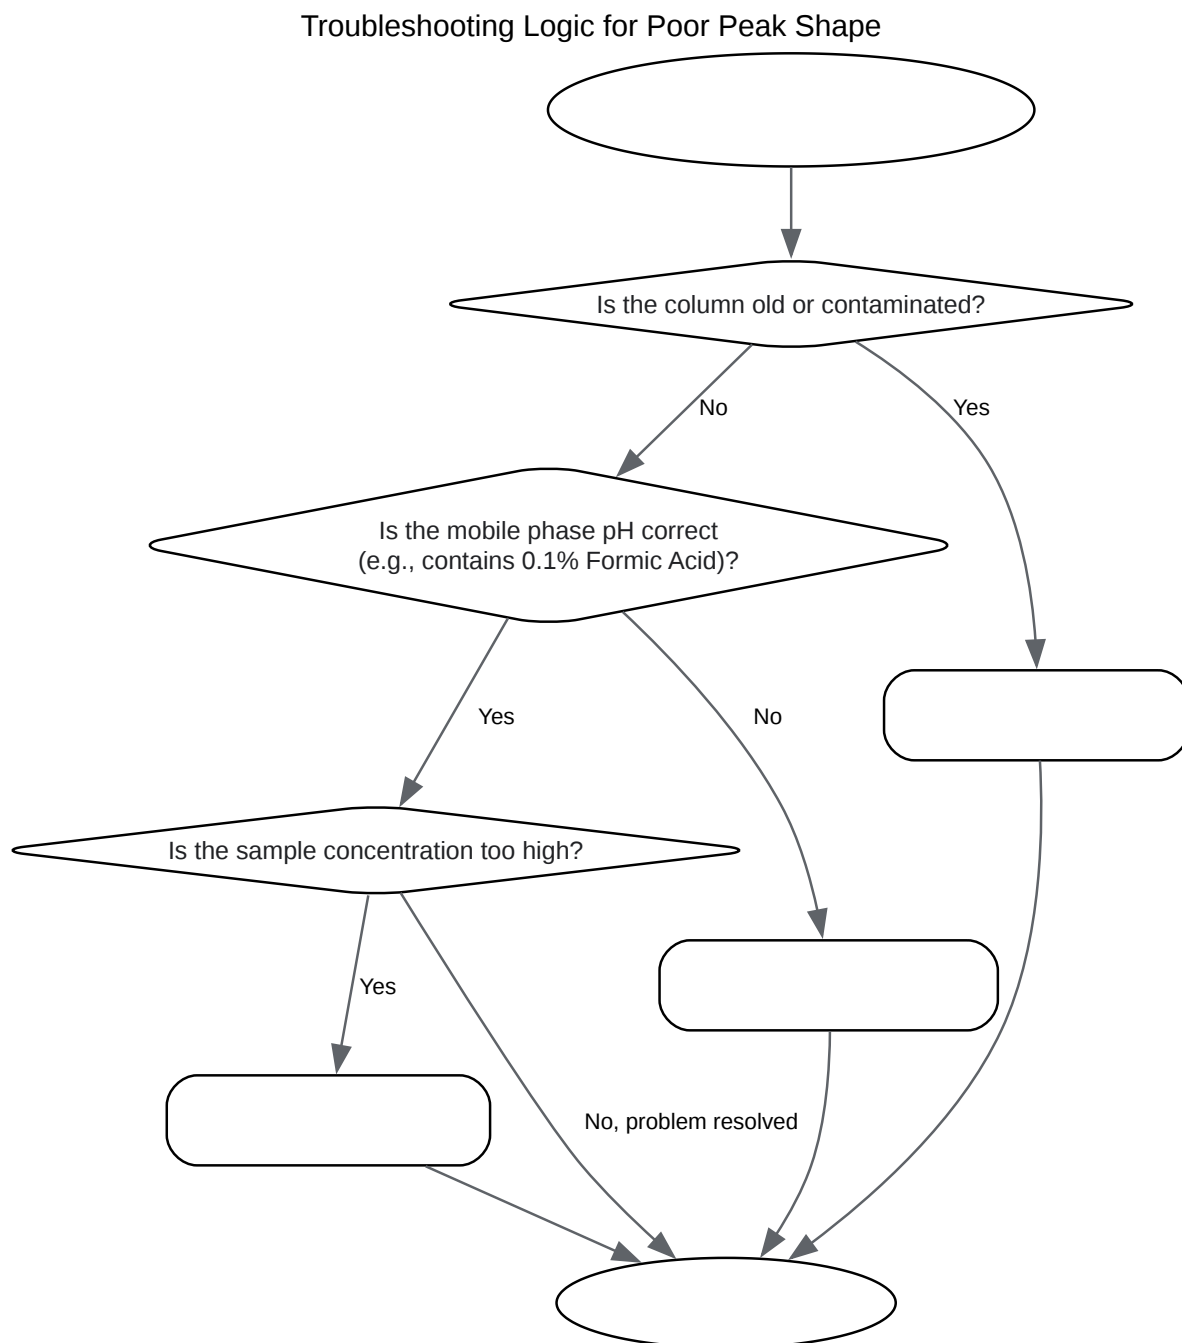 Troubleshooting Logic for Poor Peak Shape
Is the column old or contaminated?
No
Yes
Is the mobile phase pH correct
(e.g., contains 0.1% Formic Acid)?
Yes
No
Is the sample concentration too high?
Yes
No, problem resolved